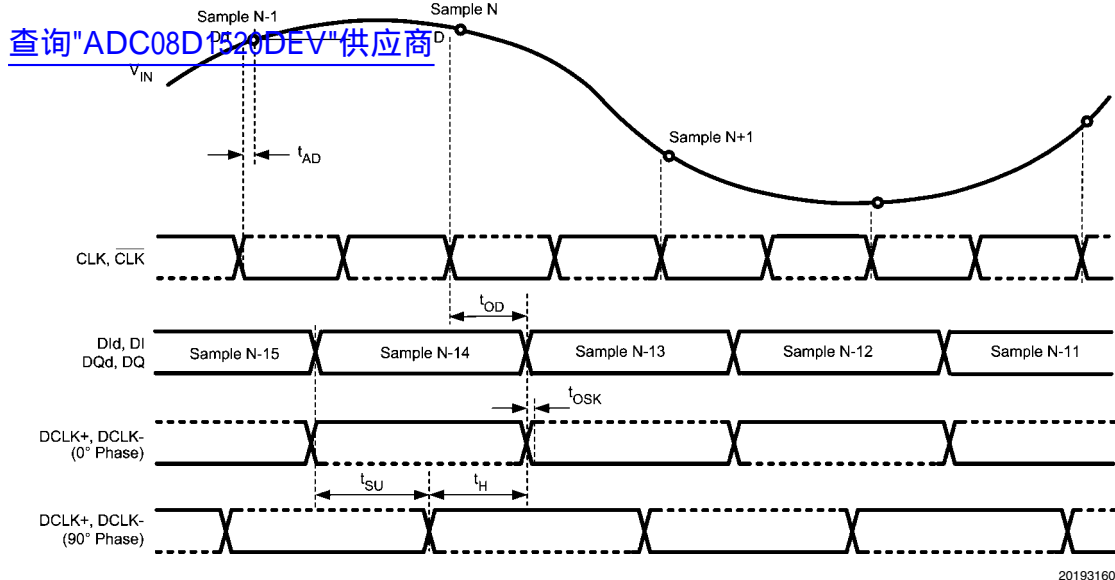 Sample N-1
Sample N
查询"ADC08D1520DEV"供应商
D
V_IN
Sample N+1
t_AD
CLK, C̅L̅K̅
t_OD
DId, DI
DQd, DQ
Sample N-15
Sample N-14
Sample N-13
Sample N-12
Sample N-11
t_OSK
DCLK+, DCLK-
(0° Phase)
t_SU
t_H
DCLK+, DCLK-
(90° Phase)
20193160